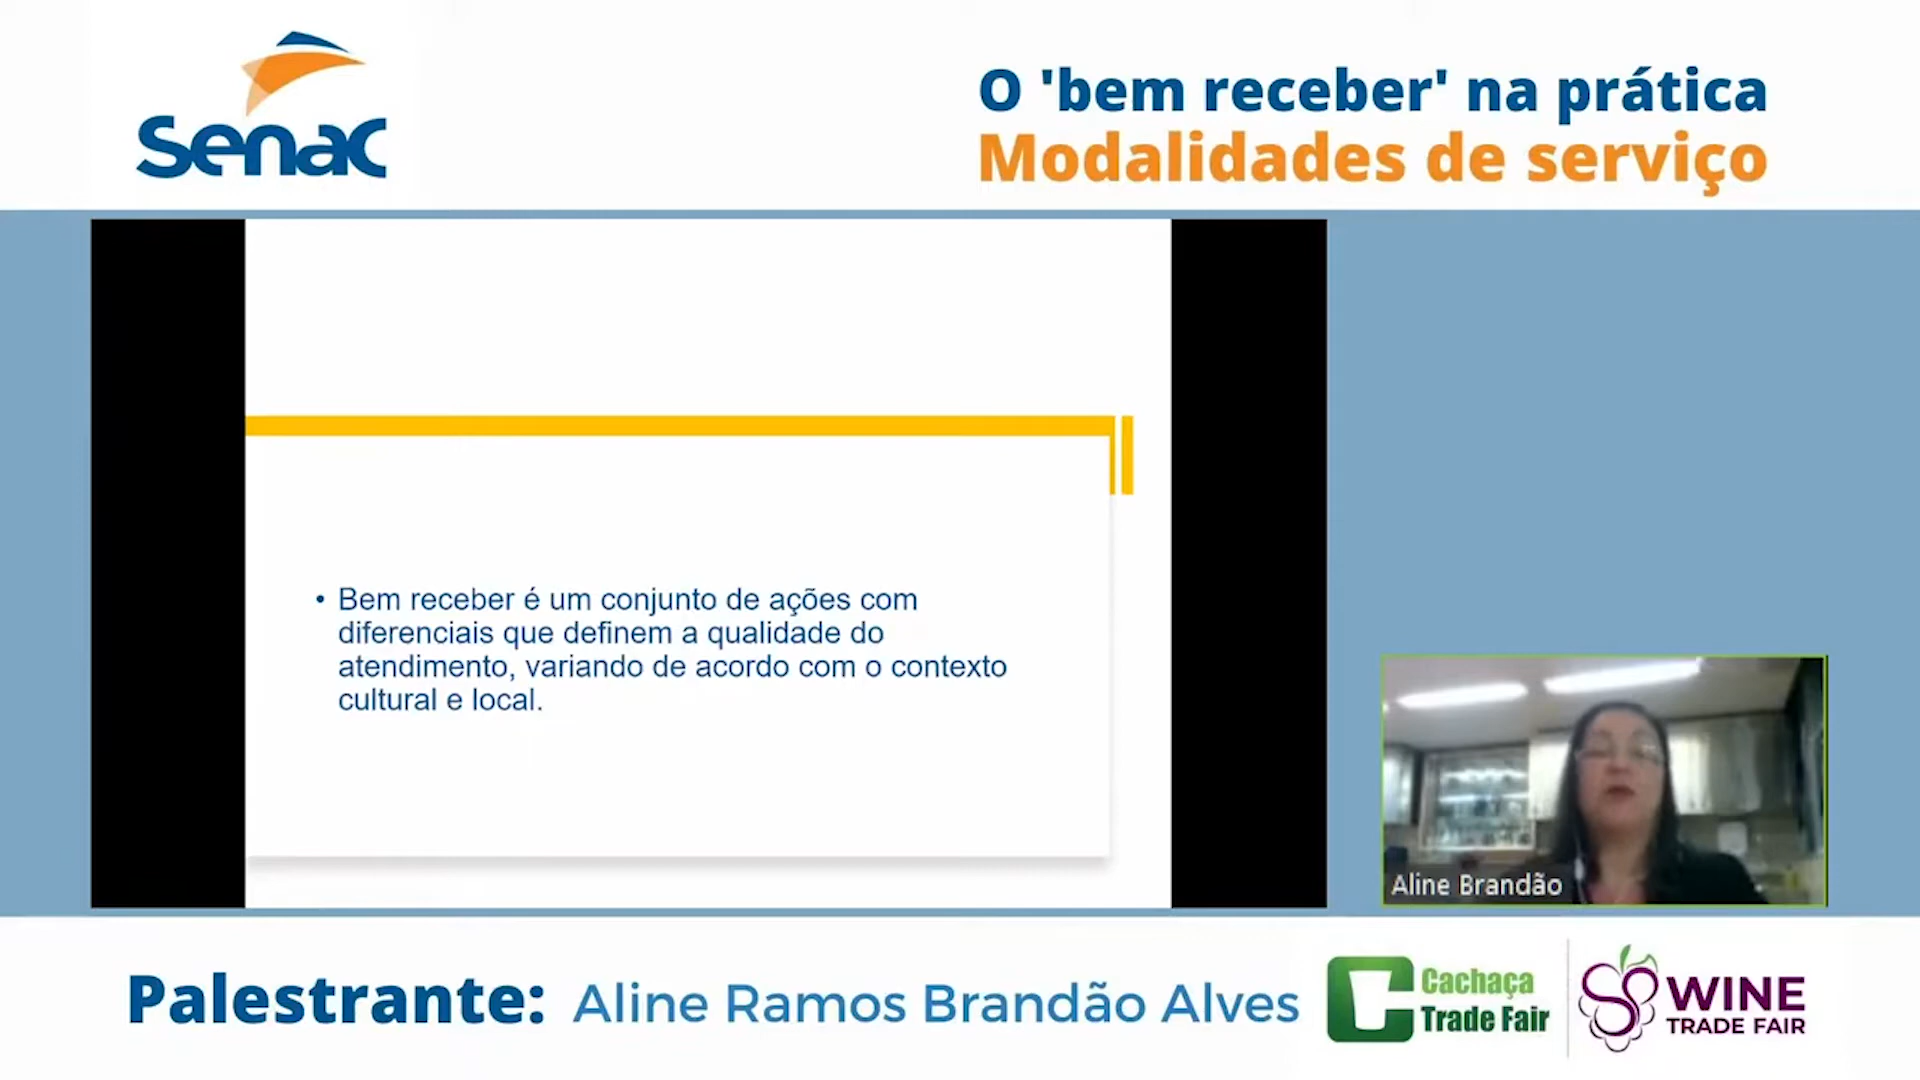 Senac
O 'bem receber' na prática
Modalidades de serviço
• Bem receber é um conjunto de ações com
diferenciais que definem a qualidade do
atendimento, variando de acordo com o contexto
cultural e local.
Aline Brandão
Palestrante: Aline Ramos Brandão Alves
Cachaça
Trade Fair
WINE
TRADE FAIR